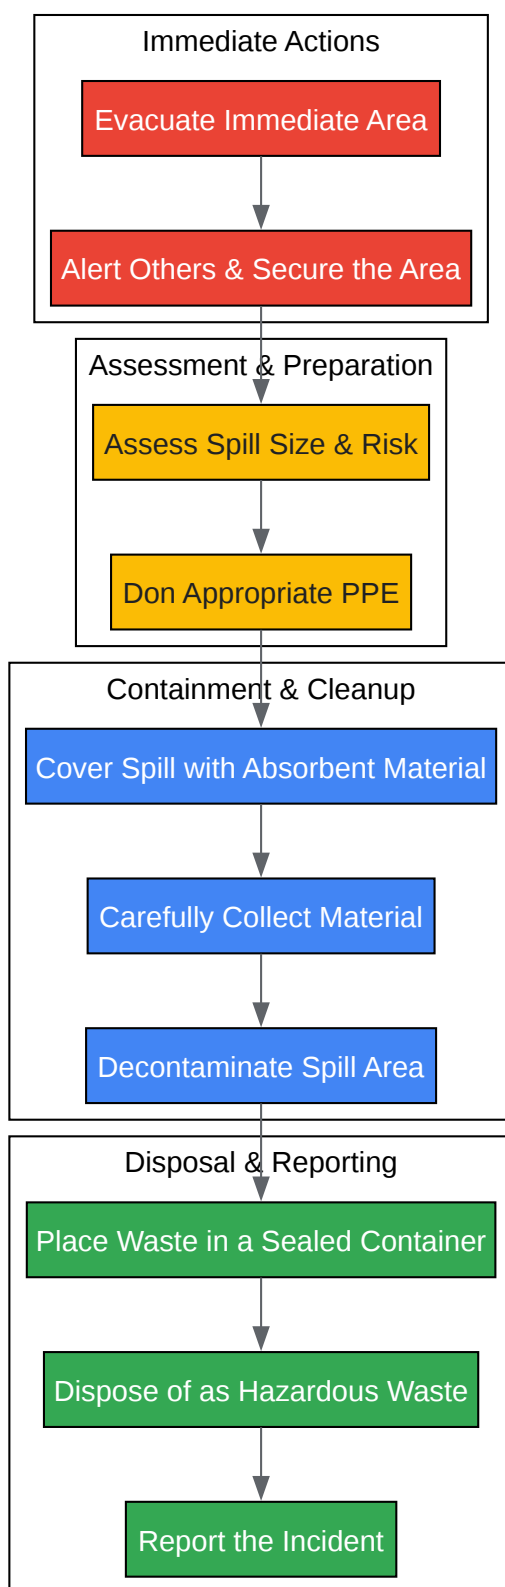 Immediate Actions
Evacuate Immediate Area
Alert Others & Secure the Area
Assessment & Preparation
Assess Spill Size & Risk
Don Appropriate PPE
Containment & Cleanup
Cover Spill with Absorbent Material
Carefully Collect Material
Decontaminate Spill Area
Disposal & Reporting
Place Waste in a Sealed Container
Dispose of as Hazardous Waste
Report the Incident